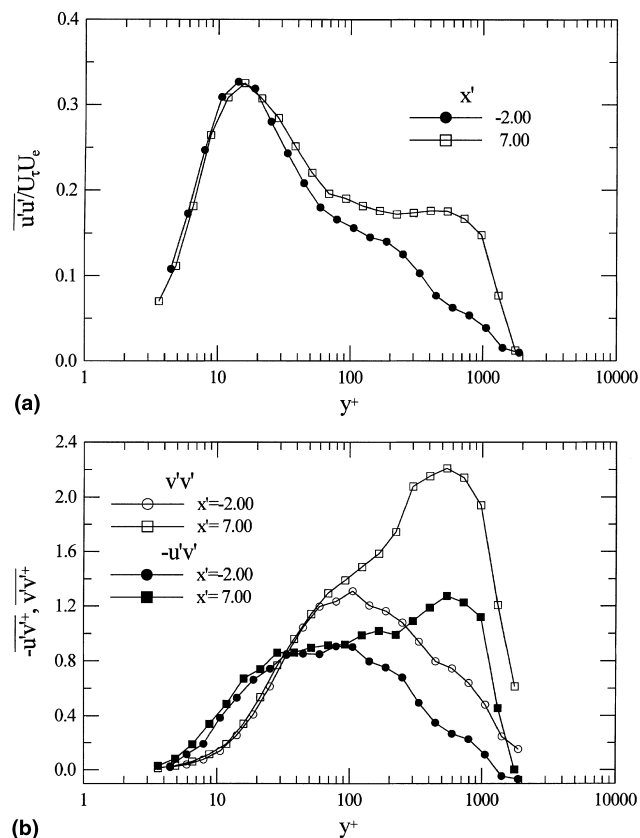 0.4
0.3
0.2
0.1
0.0
u'u'/UτUe
x'
-2.00
7.00
1 10 100 1000 10000
y+
(a)
2.4
2.0
1.6
1.2
0.8
0.4
0.0
-u'v'+, v'v'+
v'v'
x'=-2.00
x'= 7.00
-u'v'
x'=-2.00
x'= 7.00
1 10 100 1000 10000
y+
(b)